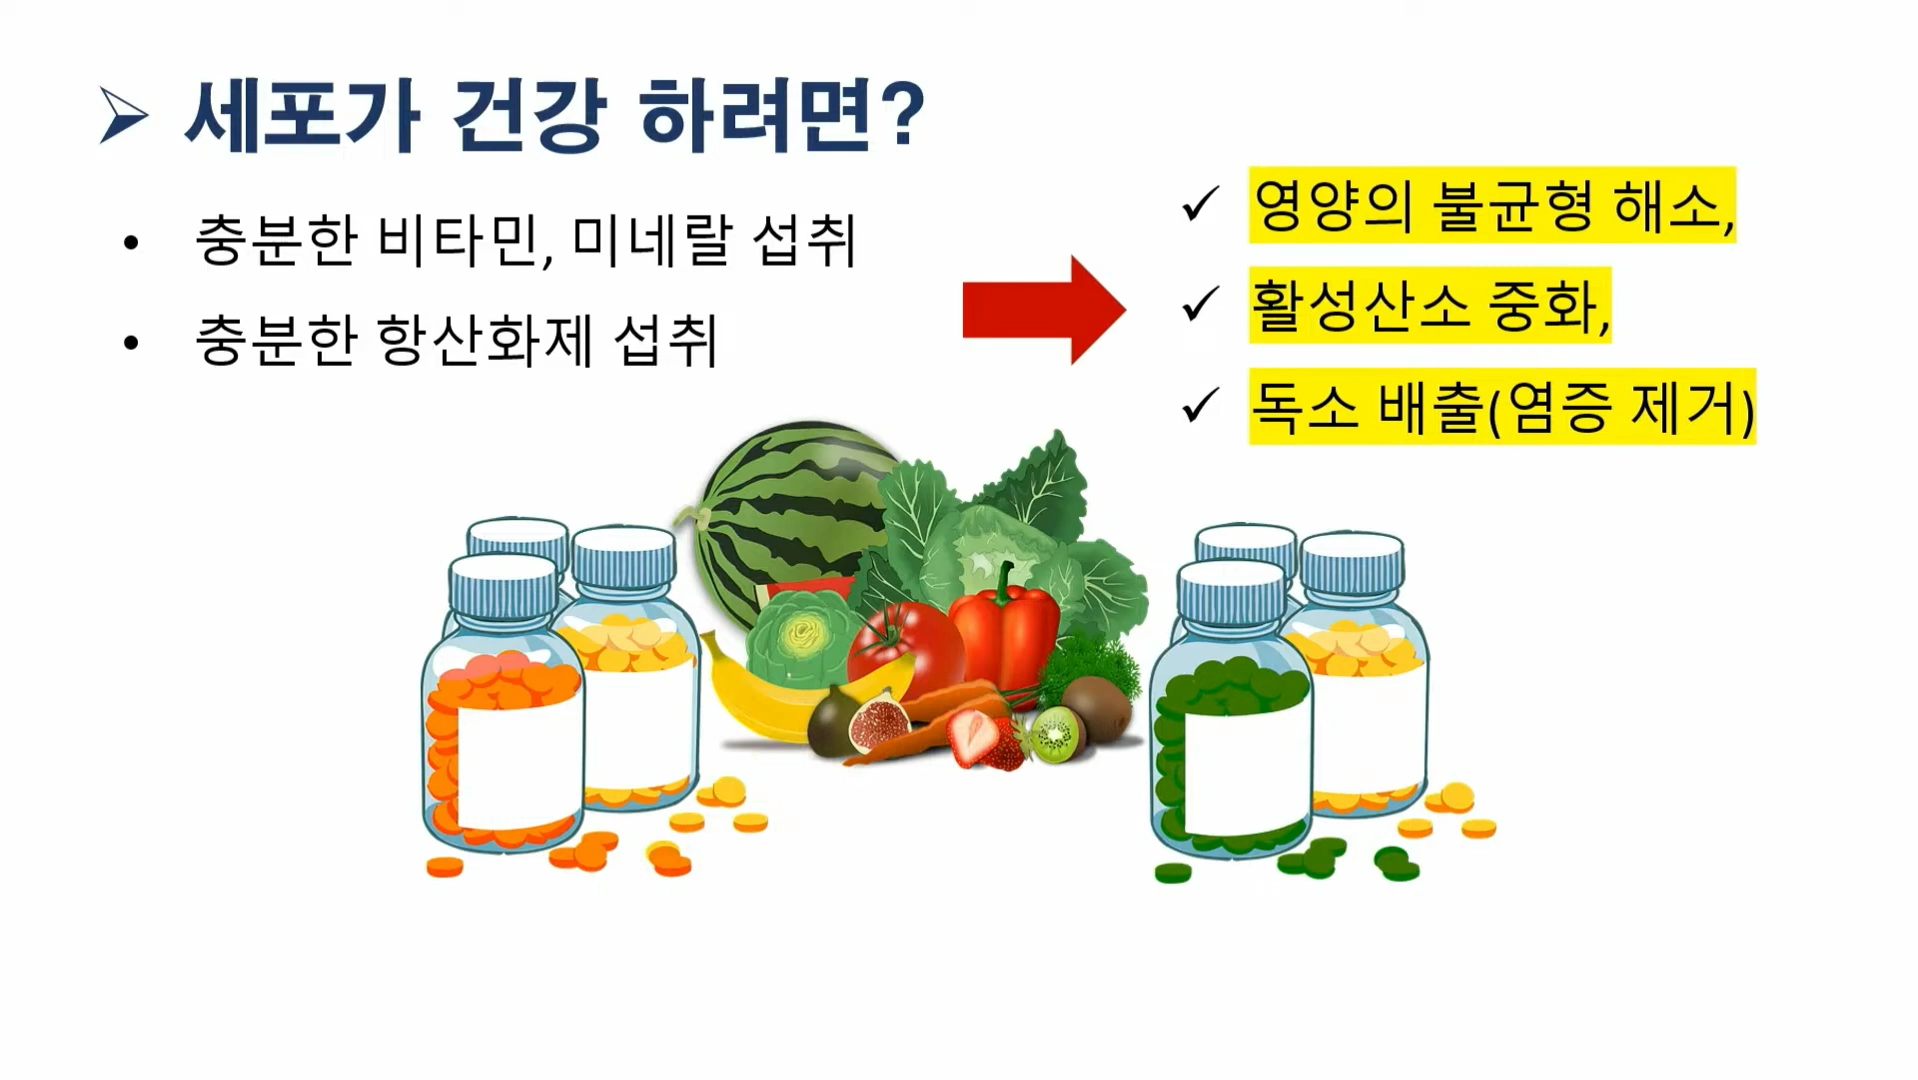 세포가 건강 하려면?
충분한 비타민, 미네랄 섭취
충분한 항산화제 섭취
영양의 불균형 해소,
활성산소 중화,
독소 배출(염증 제거)